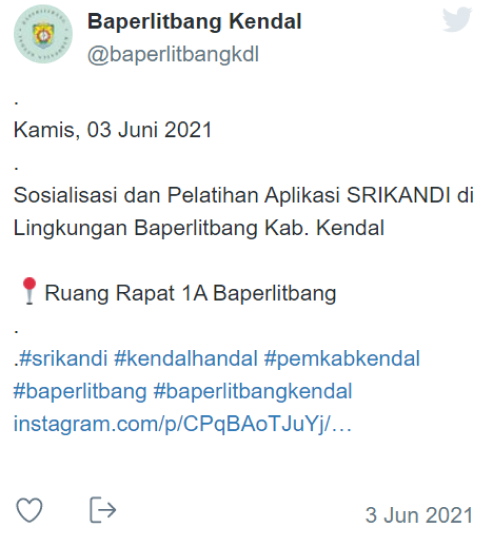 Baperlitbang Kendal
@baperlitbangkdl
.
Kamis, 03 Juni 2021
.
Sosialisasi dan Pelatihan Aplikasi SRIKANDI di
Lingkungan Baperlitbang Kab. Kendal
📍Ruang Rapat 1A Baperlitbang
.
.#srikandi #kendalhandal #pemkabkendal
#baperlitbang #baperlitbangkendal
instagram.com/p/CPqBAoTJuYj/…
3 Jun 2021